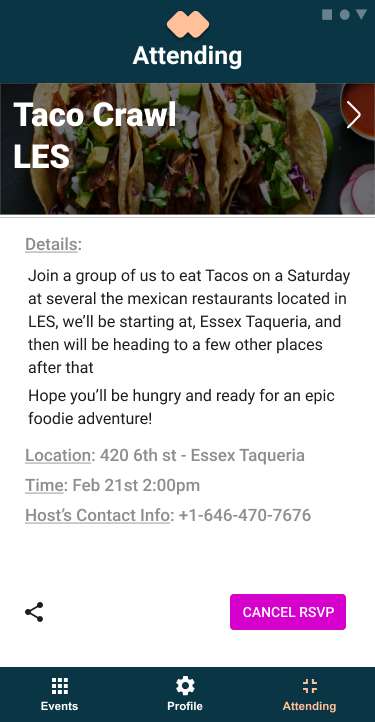 Attending
Taco Crawl
LES
Details:
Join a group of us to eat Tacos on a Saturday
at several the mexican restaurants located in
LES, we’ll be starting at, Essex Taqueria, and
then will be heading to a few other places
after that
Hope you’ll be hungry and ready for an epic
foodie adventure!
Location: 420 6th st - Essex Taqueria
Time: Feb 21st 2:00pm
Host’s Contact Info: +1-646-470-7676
CANCEL RSVP
Events Profile Attending